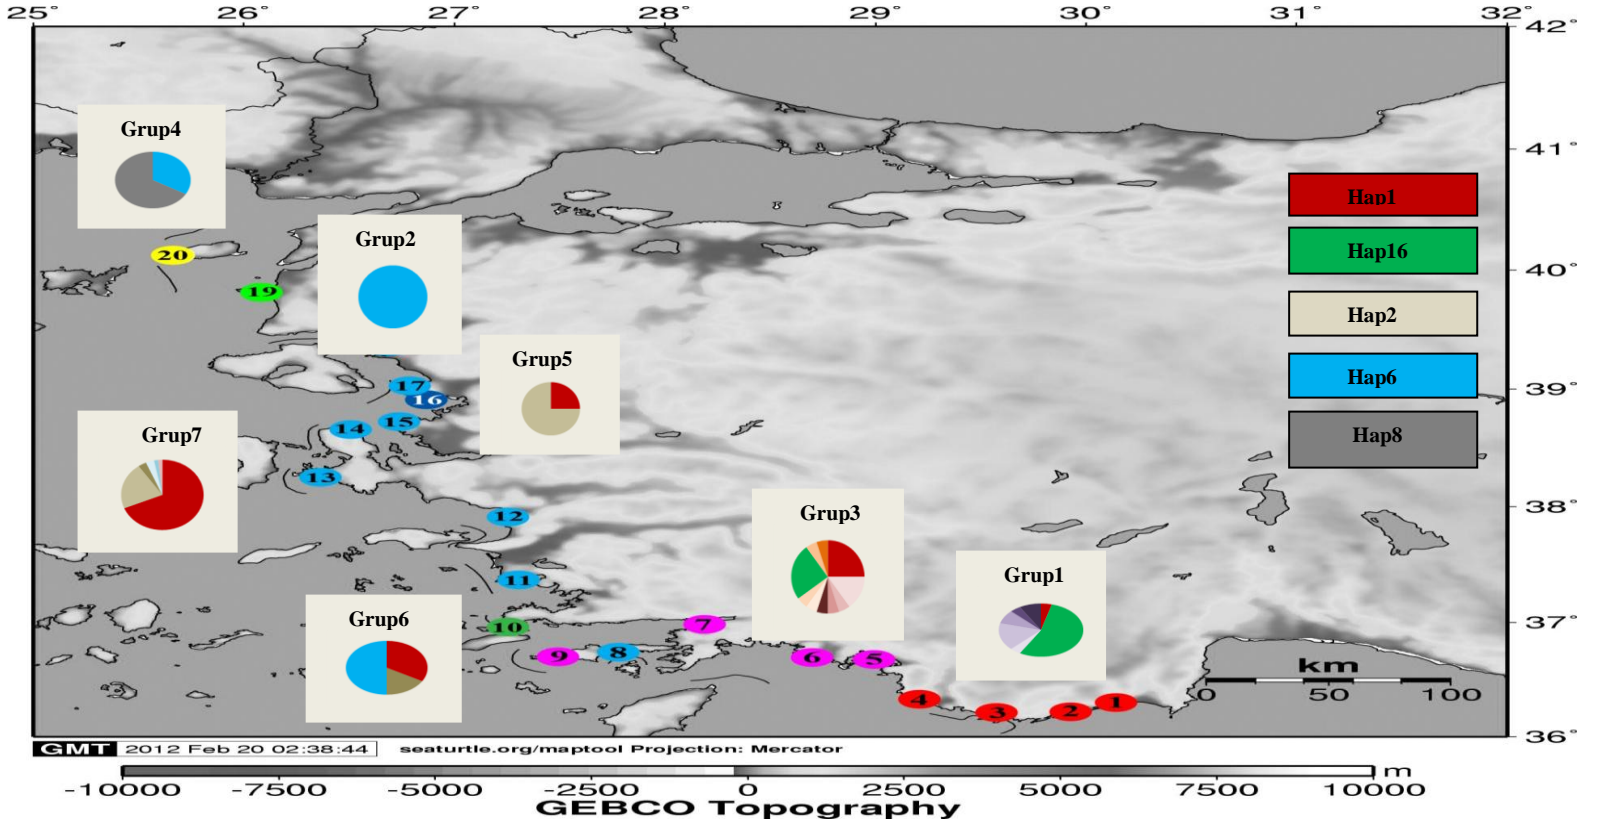 25° 26° 27° 28° 29° 30° 31° 32°
42°
Grup4
41°
Hap1
Grup2
Hap16
20
40°
19
Hap2
Grup5
Hap6
17
39°
16
15
14
Grup7
Hap8
13
38°
12
Grup3
11
Grup1
10
7
37°
Grup6
9
8
6
5
km
4
3
2
1
0 50 100
36°
GMT 2012 Feb 20 02:38:44 seaturtle.org/maptool Projection: Mercator
m
-10000 -7500 -5000 -2500 0 2500 5000 7500 10000
GEBCO Topography